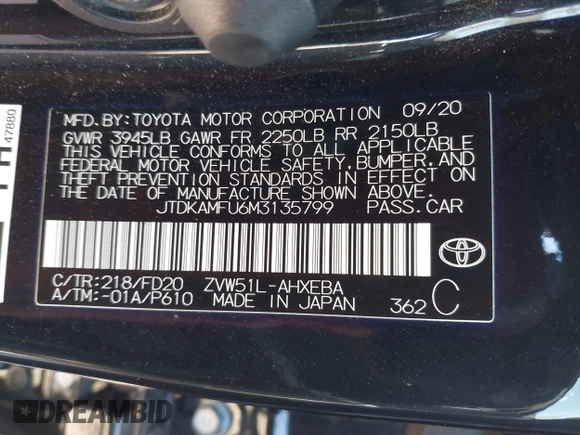 47880
MFD.BY:TOYOTA MOTOR CORPORATION 09/20
GVWR 3945LB GAWR FR 2250LB RR 2150LB
THIS VEHICLE CONFORMS TO ALL APPLICABLE
FEDERAL MOTOR VEHICLE SAFETY,BUMPER,AND
THEFT PREVENTION STANDARDS IN EFFECT ON
THE DATE OF MANUFACTURE SHOWN ABOVE.
JTDKAMFU6M3135799 PASS.CAR
C/TR:218/FD20 ZVW51L-AHXEBA
A/TM:-01A/P610 MADE IN JAPAN 362 C
TOYOTA
DREAMBID